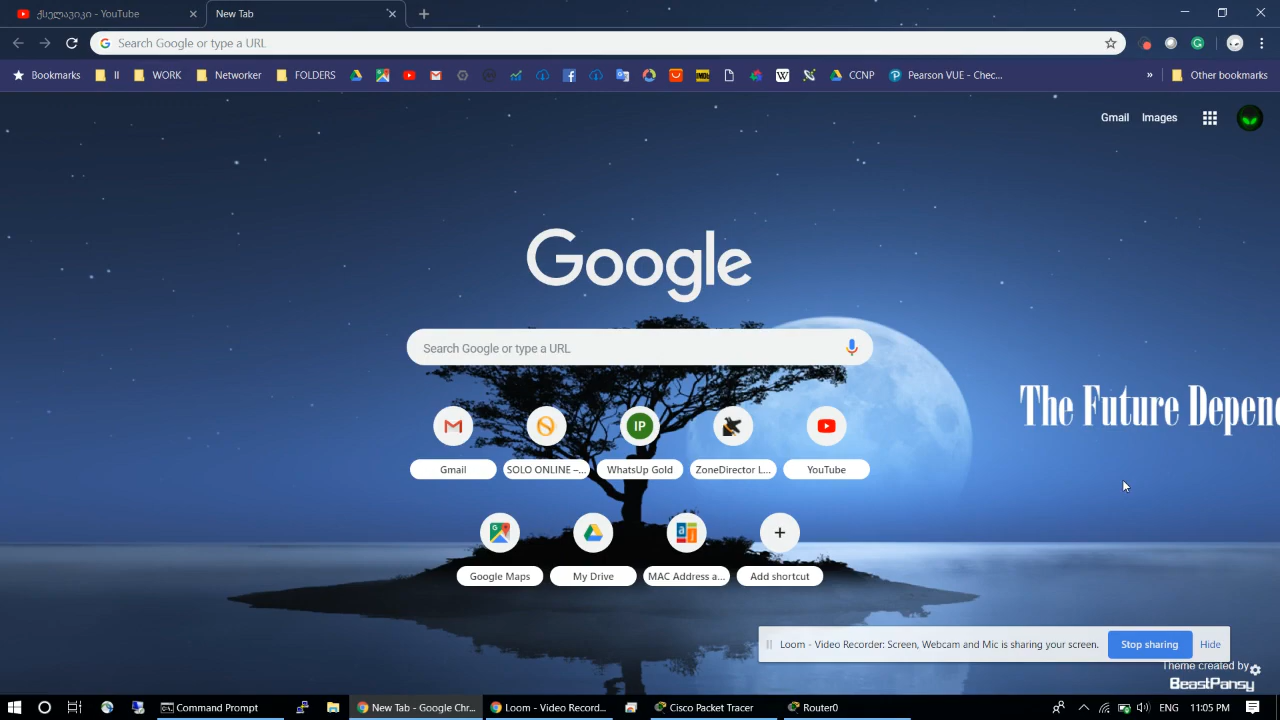 ქსელავიკი - YouTube
New Tab
Search Google or type a URL
Bookmarks
II
WORK
Networker
FOLDERS
IMDb
W
CCNP
Pearson VUE - Chec...
»
Other bookmarks
Gmail
Images
Google
Search Google or type a URL
The Future Depend
IP
Gmail
SOLO ONLINE –...
WhatsUp Gold
ZoneDirector L...
YouTube
Google Maps
My Drive
MAC Address a...
Add shortcut
Loom - Video Recorder: Screen, Webcam and Mic is sharing your screen.
Stop sharing
Hide
Theme created by
BeastPansy
Command Prompt
New Tab - Google Chr...
Loom - Video Record...
Cisco Packet Tracer
Router0
ENG
11:05 PM